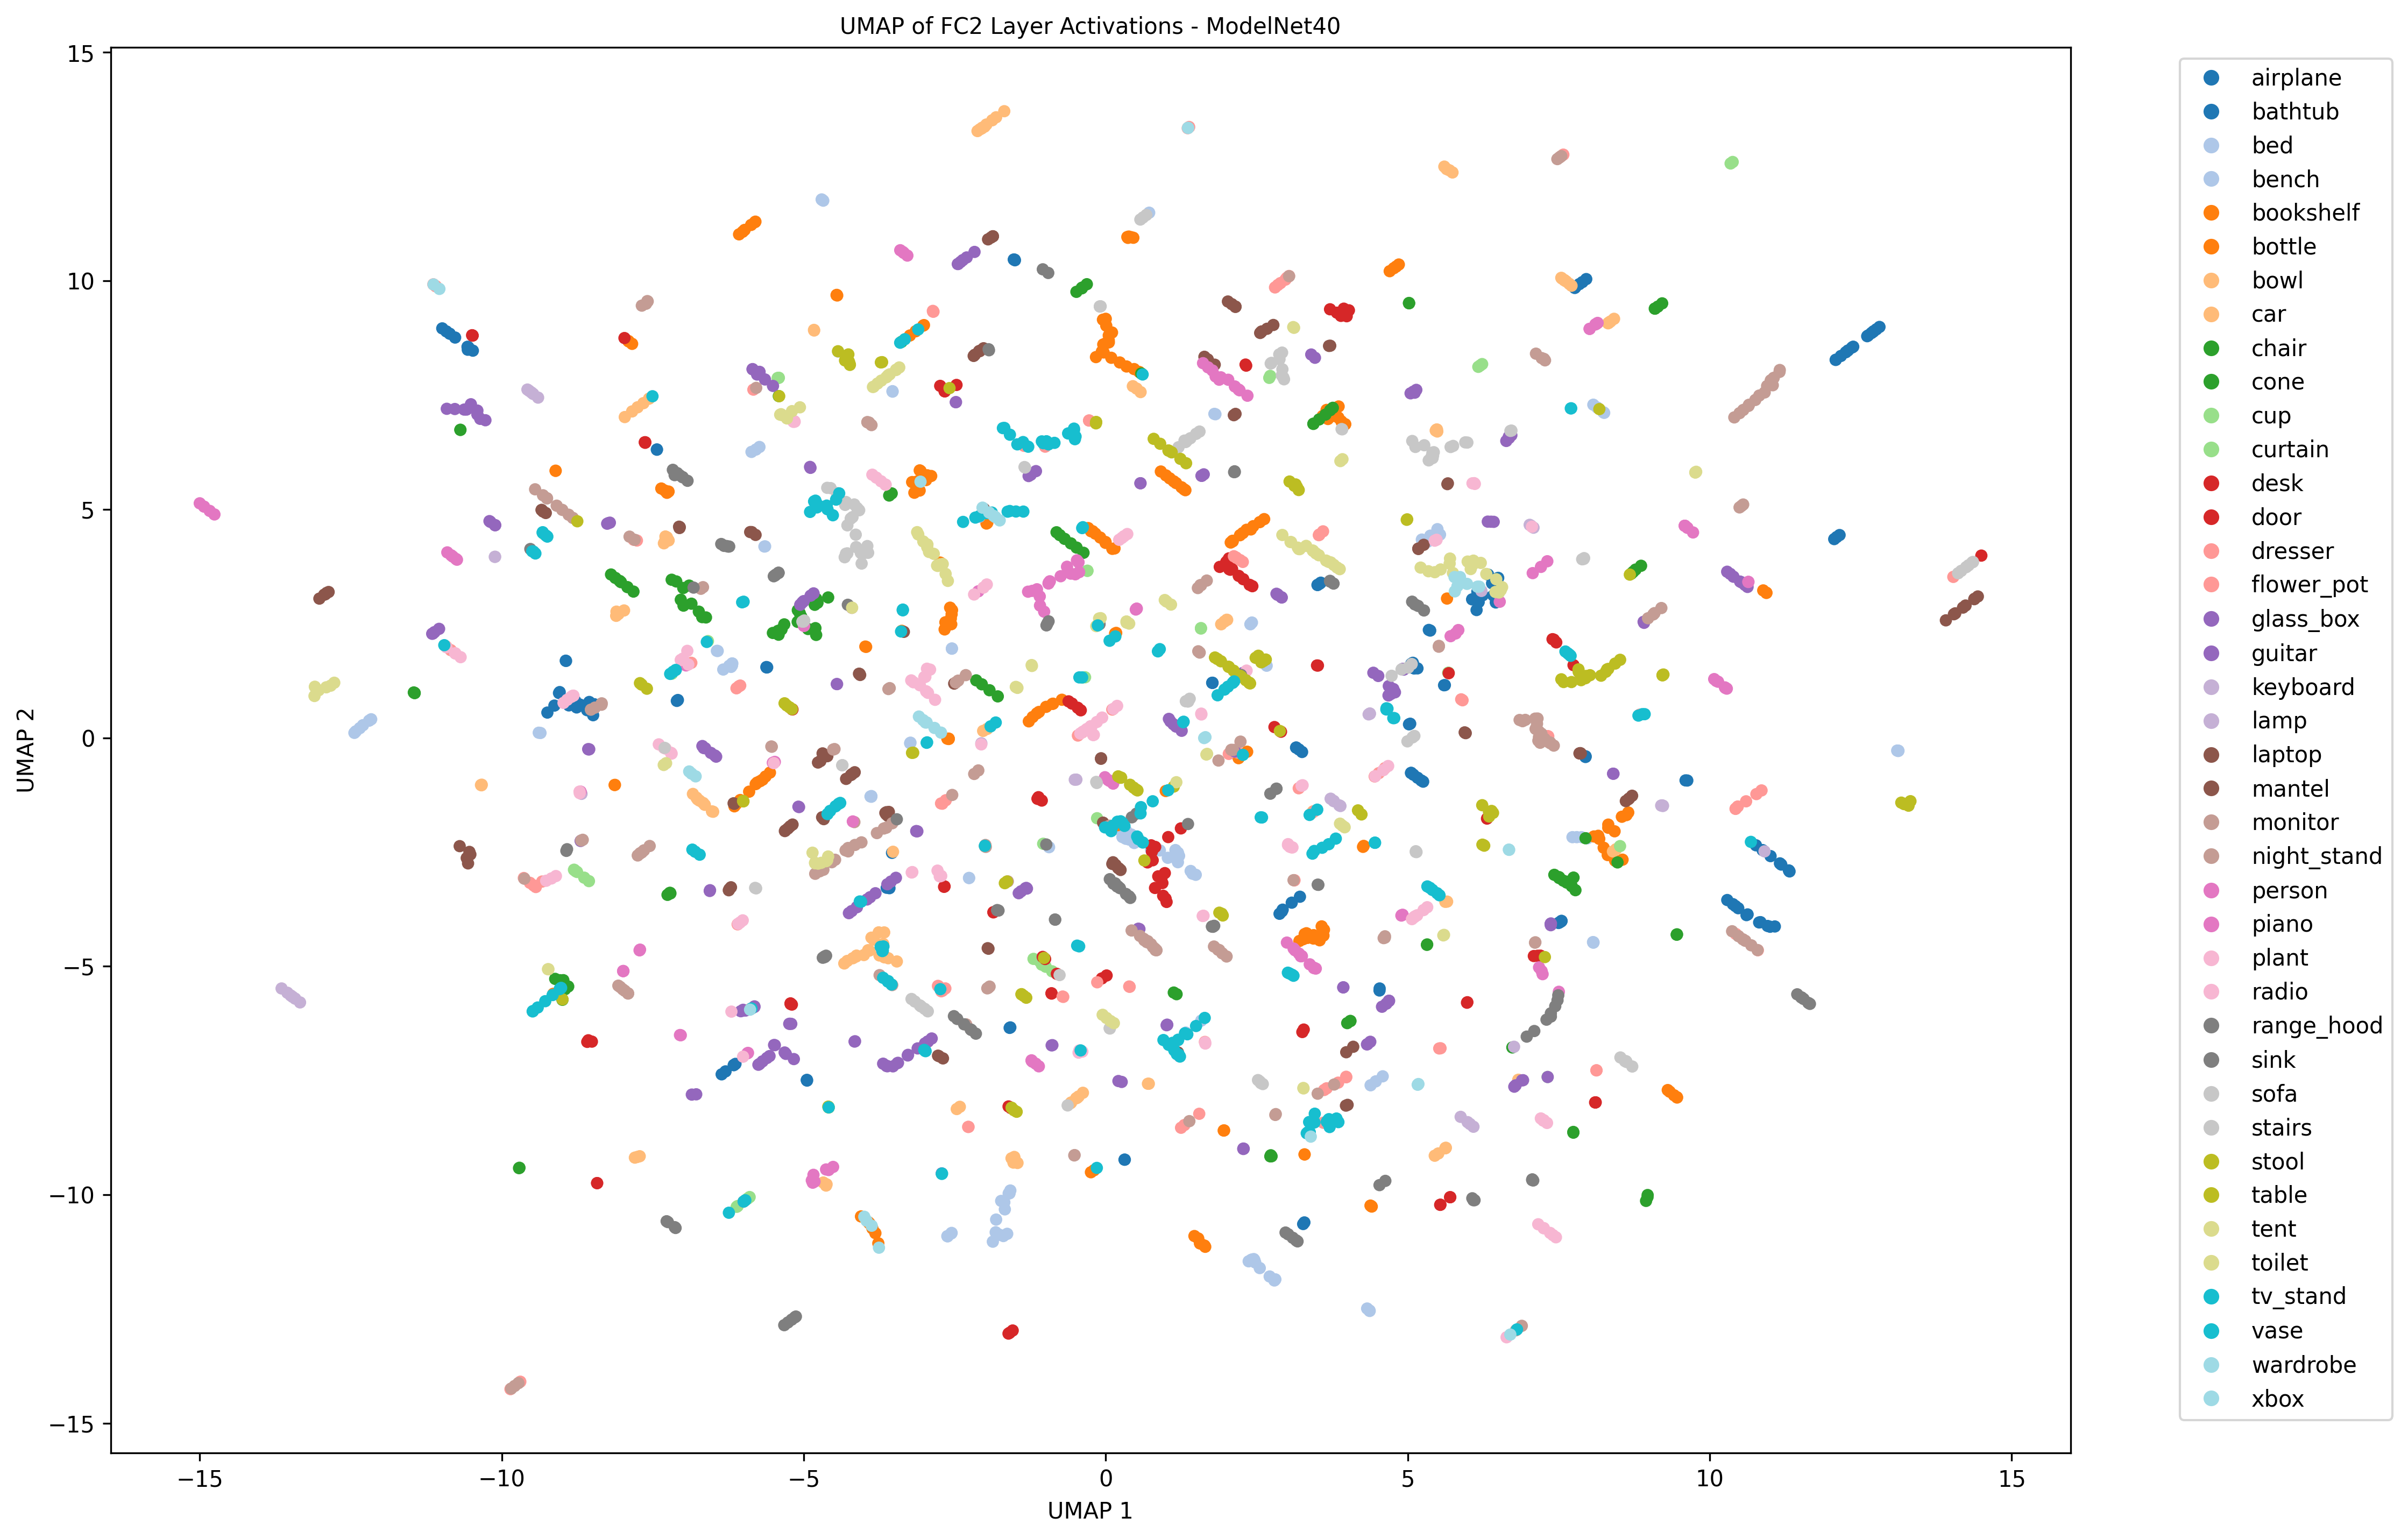 UMAP of FC2 Layer Activations - ModelNet40
15
10
5
0
−5
−10
−15
UMAP 2
−15
−10
−5
0
5
10
15
UMAP 1
airplane
bathtub
bed
bench
bookshelf
bottle
bowl
car
chair
cone
cup
curtain
desk
door
dresser
flower_pot
glass_box
guitar
keyboard
lamp
laptop
mantel
monitor
night_stand
person
piano
plant
radio
range_hood
sink
sofa
stairs
stool
table
tent
toilet
tv_stand
vase
wardrobe
xbox